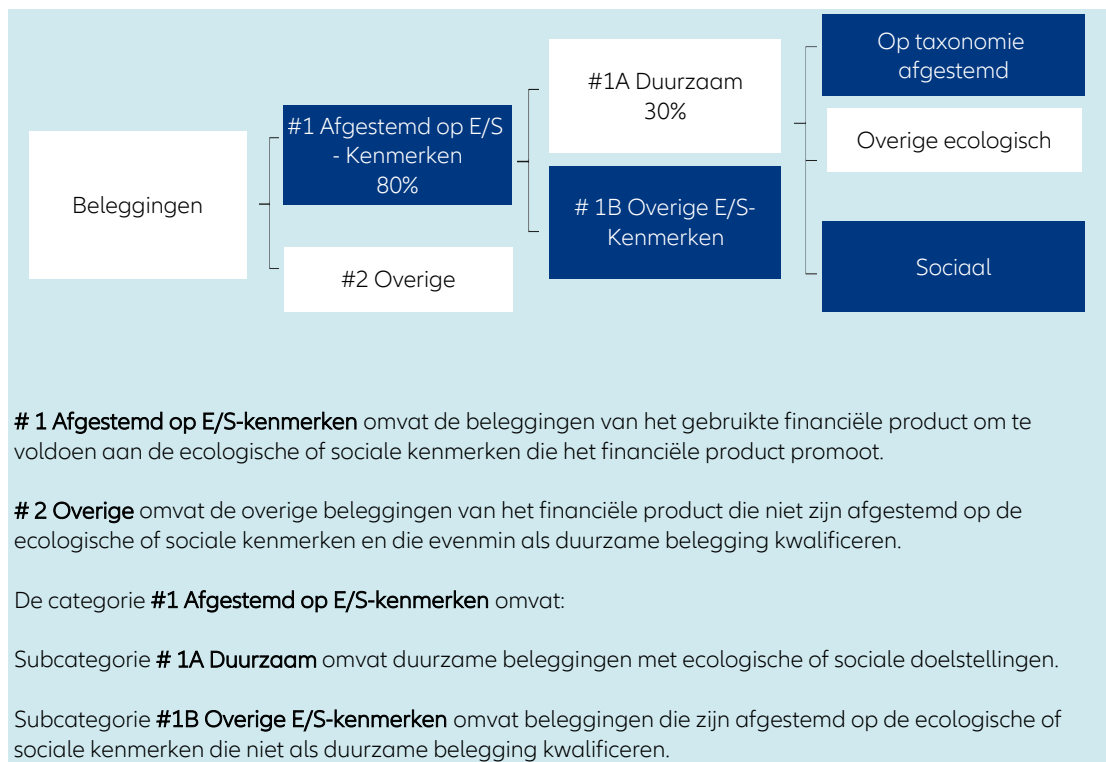 Beleggingen
#1 Afgestemd op E/S
- Kenmerken
80%
#2 Overige
#1A Duurzaam
30%
# 1B Overige E/S-
Kenmerken
Op taxonomie
afgestemd
Overige ecologisch
Sociaal
# 1 Afgestemd op E/S-kenmerken omvat de beleggingen van het gebruikte financiële product om te
voldoen aan de ecologische of sociale kenmerken die het financiële product promoot.
# 2 Overige omvat de overige beleggingen van het financiële product die niet zijn afgestemd op de
ecologische of sociale kenmerken en die evenmin als duurzame belegging kwalificeren.
De categorie #1 Afgestemd op E/S-kenmerken omvat:
Subcategorie # 1A Duurzaam omvat duurzame beleggingen met ecologische of sociale doelstellingen.
Subcategorie #1B Overige E/S-kenmerken omvat beleggingen die zijn afgestemd op de ecologische of
sociale kenmerken die niet als duurzame belegging kwalificeren.